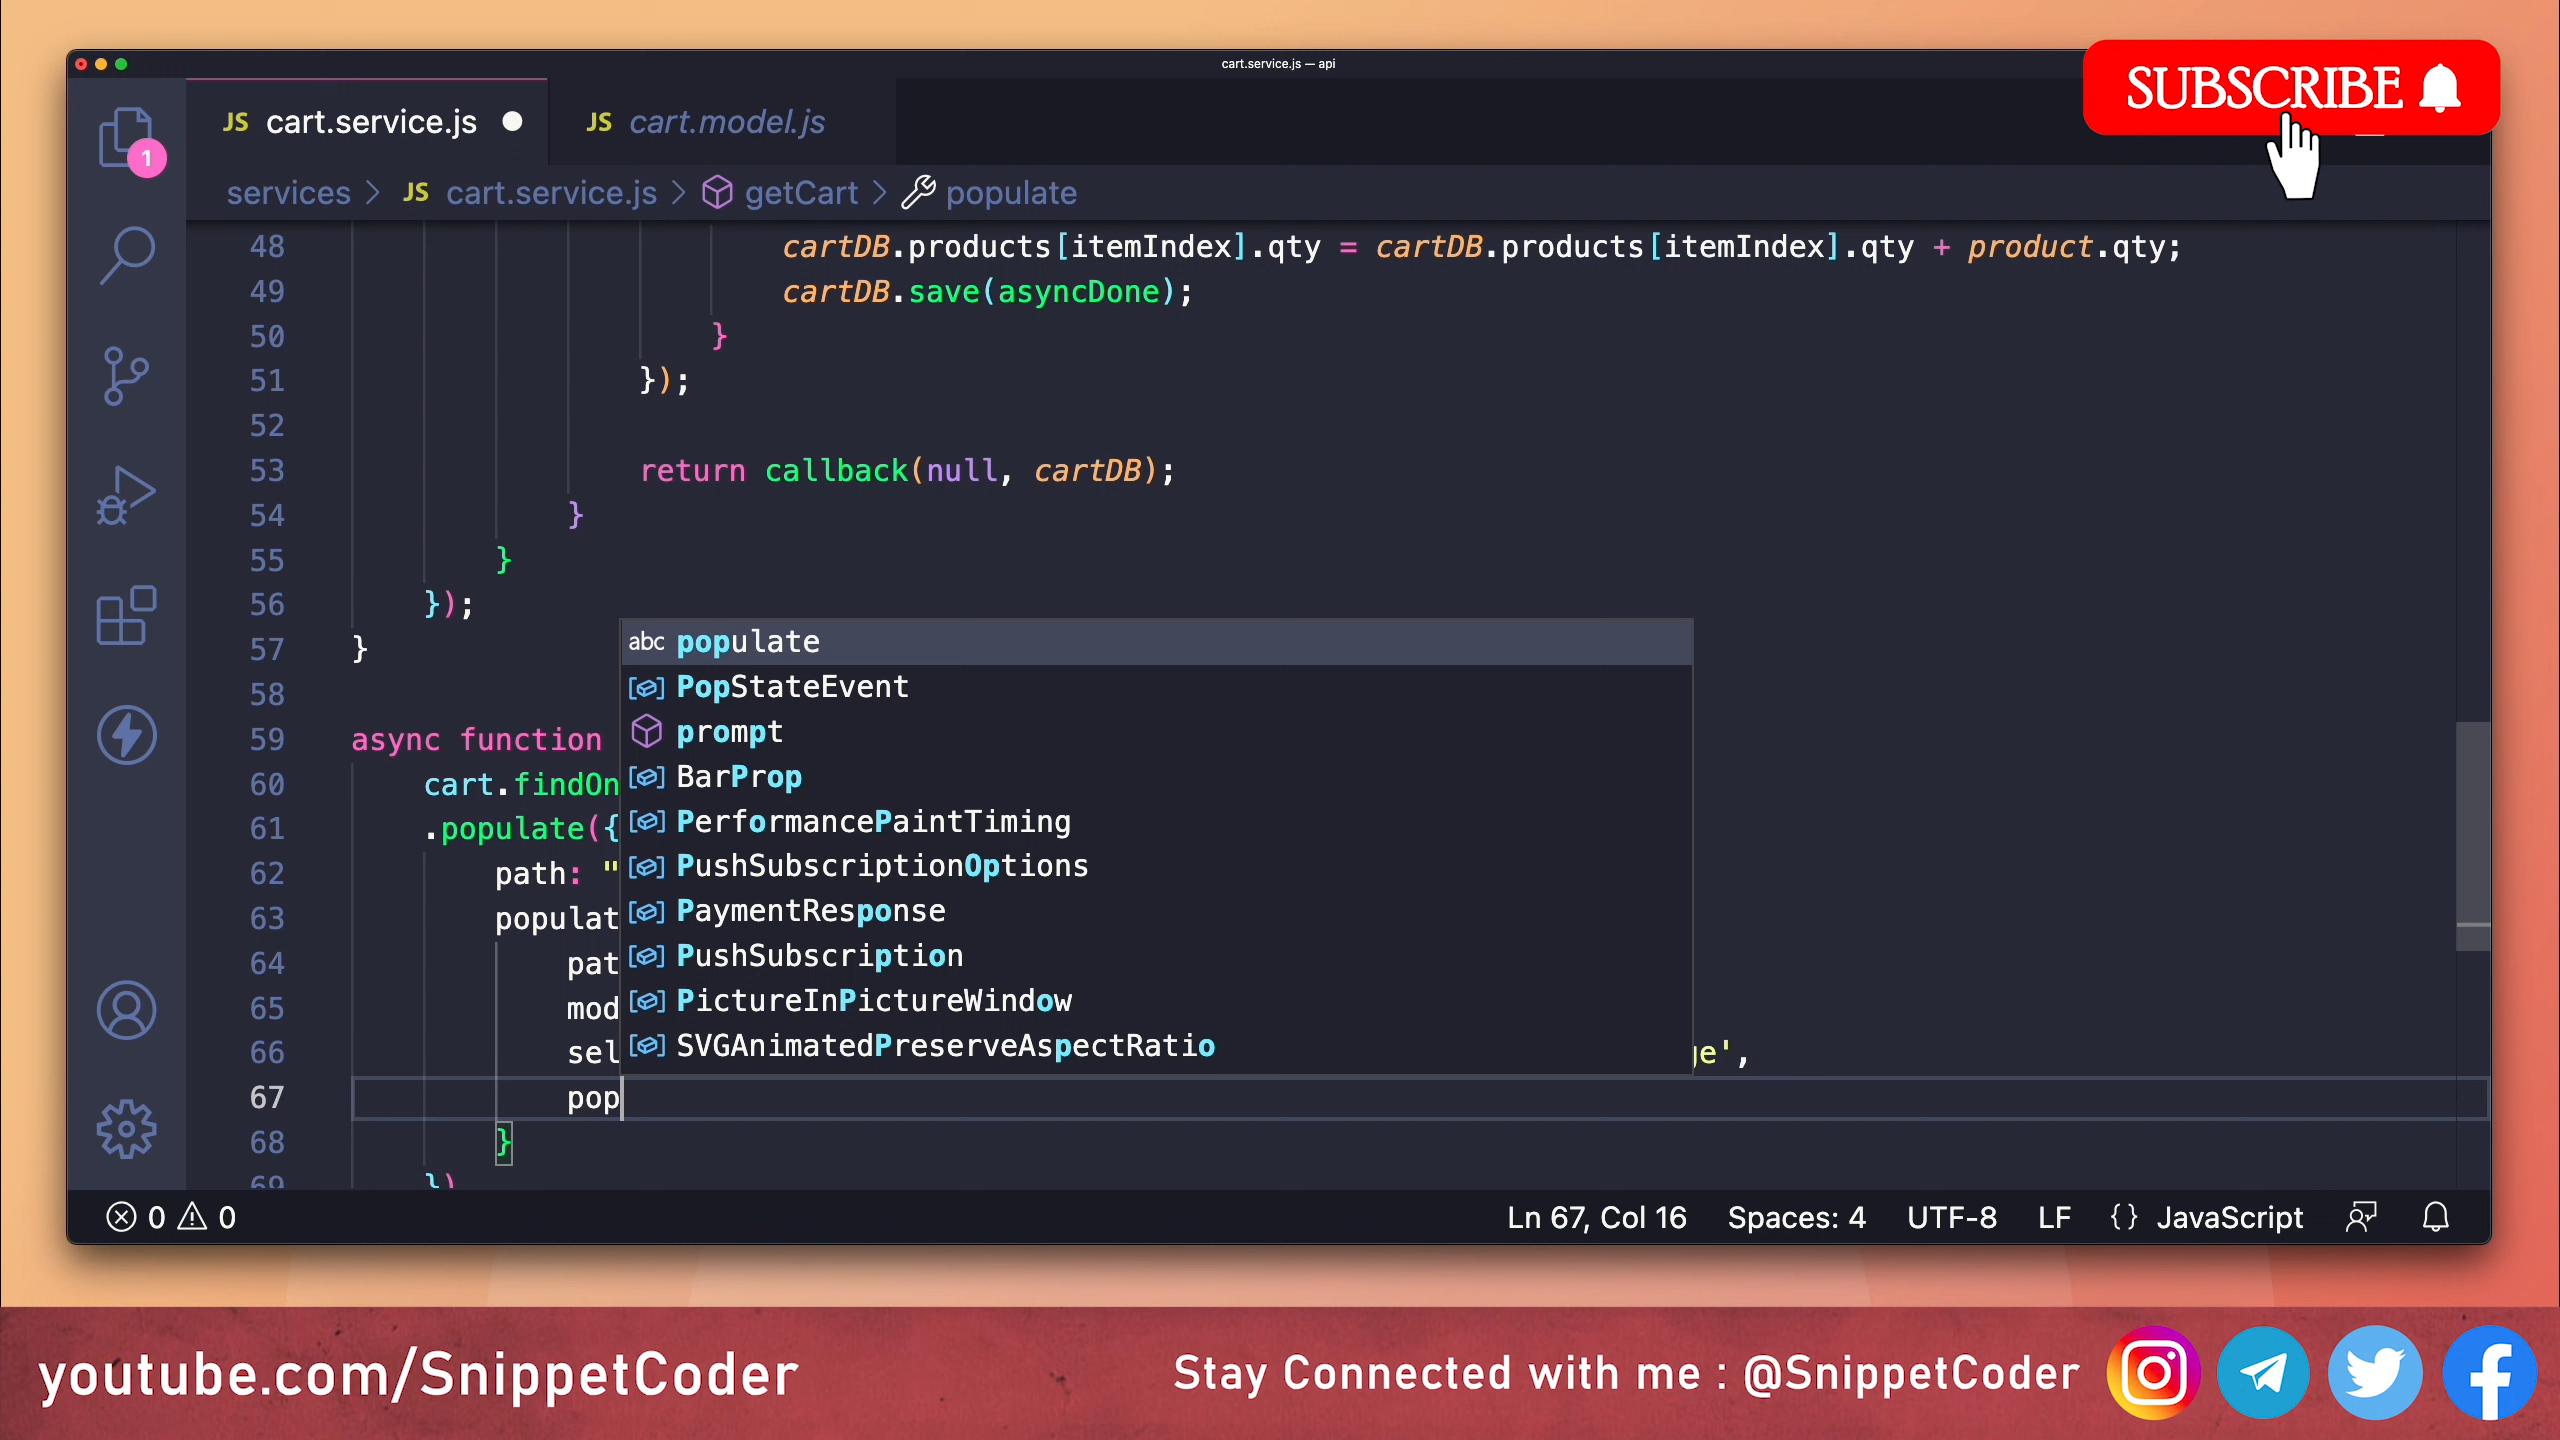 cart.service.js — api
SUBSCRIBE
JS cart.service.js
JS cart.model.js
1
services > JS cart.service.js > getCart > populate
48 cartDB.products[itemIndex].qty = cartDB.products[itemIndex].qty + product.qty;
49 cartDB.save(asyncDone);
50 }
51 });
52
53 return callback(null, cartDB);
54 }
55 }
56 });
57 }
58
59 async function
60 cart.findOn
61 .populate({
62 path: "
63 populat
64 pat
65 mod
66 sel ge',
67 pop
68 }
69 })
abc populate
PopStateEvent
prompt
BarProp
PerformancePaintTiming
PushSubscriptionOptions
PaymentResponse
PushSubscription
PictureInPictureWindow
SVGAnimatedPreserveAspectRatio
0 0
Ln 67, Col 16 Spaces: 4 UTF-8 LF {} JavaScript
youtube.com/SnippetCoder
Stay Connected with me : @SnippetCoder